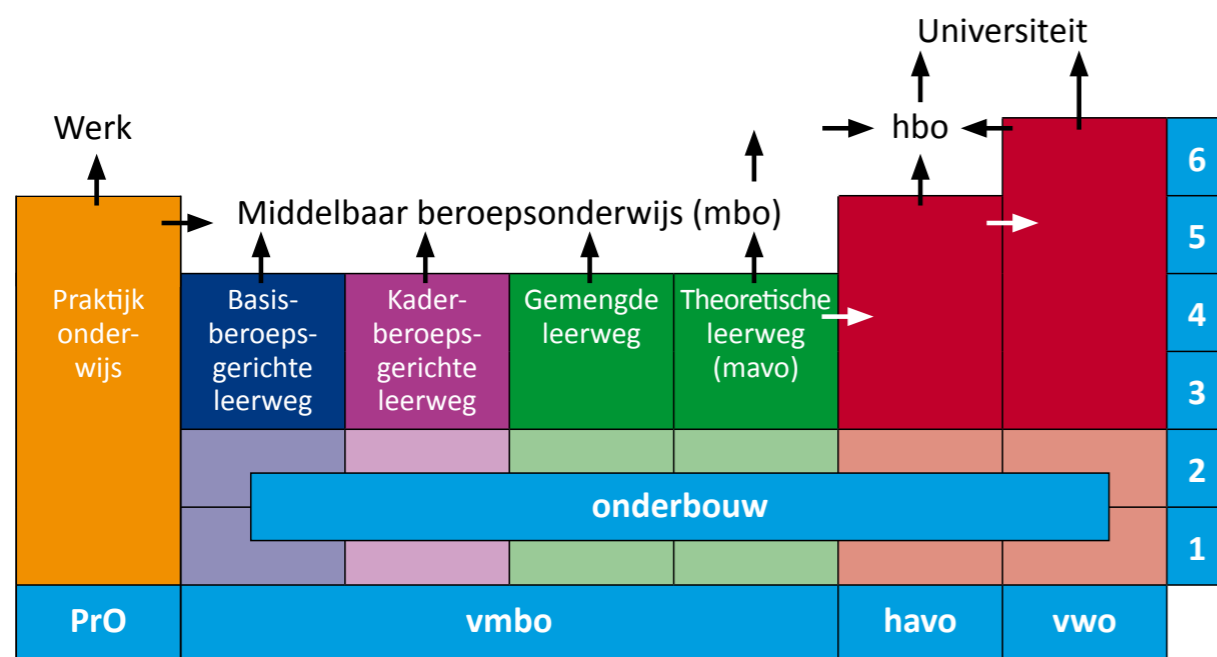 Universiteit
Werk
hbo
6
Middelbaar beroepsonderwijs (mbo)
5
Praktijk
onder-
wijs
Basis-
beroeps-
gerichte
leerweg
Kader-
beroeps-
gerichte
leerweg
Gemengde
leerweg
Theoretische
leerweg
(mavo)
4
3
2
onderbouw
1
PrO
vmbo
havo
vwo